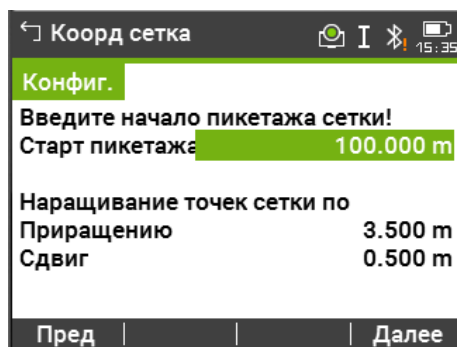 Коорд сетка
I
15:35
Конфиг.
Введите начало пикетажа сетки!
Старт пикетажа 100.000 m
Наращивание точек сетки по
Приращению 3.500 m
Сдвиг 0.500 m
Пред Далее